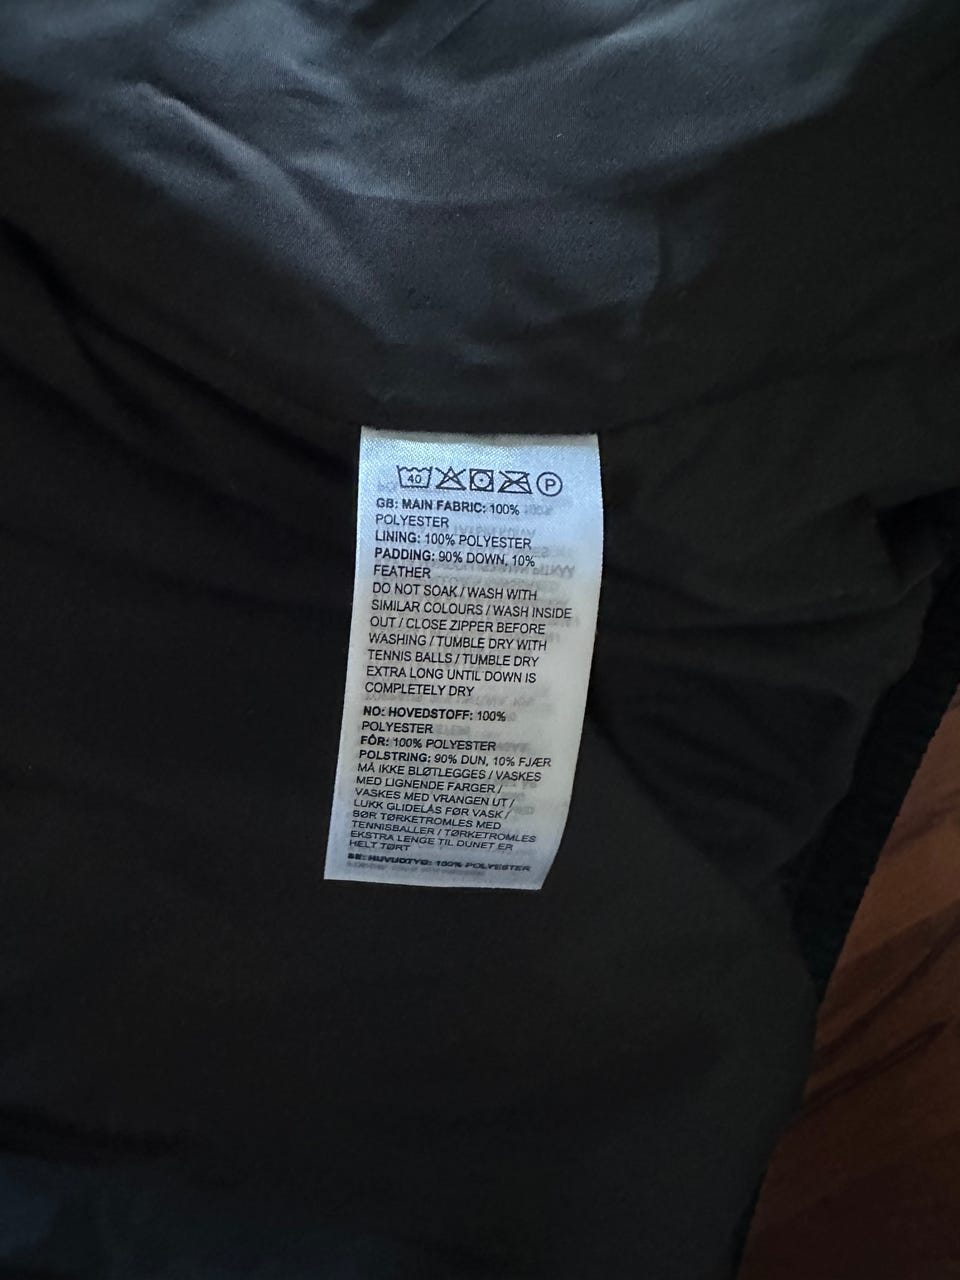 40 P
GB: MAIN FABRIC: 100%
POLYESTER
LINING: 100% POLYESTER
PADDING: 90% DOWN, 10%
FEATHER
DO NOT SOAK / WASH WITH
SIMILAR COLOURS / WASH INSIDE
OUT / CLOSE ZIPPER BEFORE
WASHING / TUMBLE DRY WITH
TENNIS BALLS / TUMBLE DRY
EXTRA LONG UNTIL DOWN IS
COMPLETELY DRY
NO: HOVEDSTOFF: 100%
POLYESTER
FÔR: 100% POLYESTER
POLSTRING: 90% DUN, 10% FJÆR
MÅ IKKE BLØTLEGGES / VASKES
MED LIGNENDE FARGER /
VASKES MED VRANGEN UT /
LUKK GLIDELÅS FØR VASK /
BØR TØRKETROMLES MED
TENNISBALLER / TØRKETROMLES
EKSTRA LENGE TIL DUNET ER
HELT TØRT
SE: HUVUDTYG: 100% POLYESTER